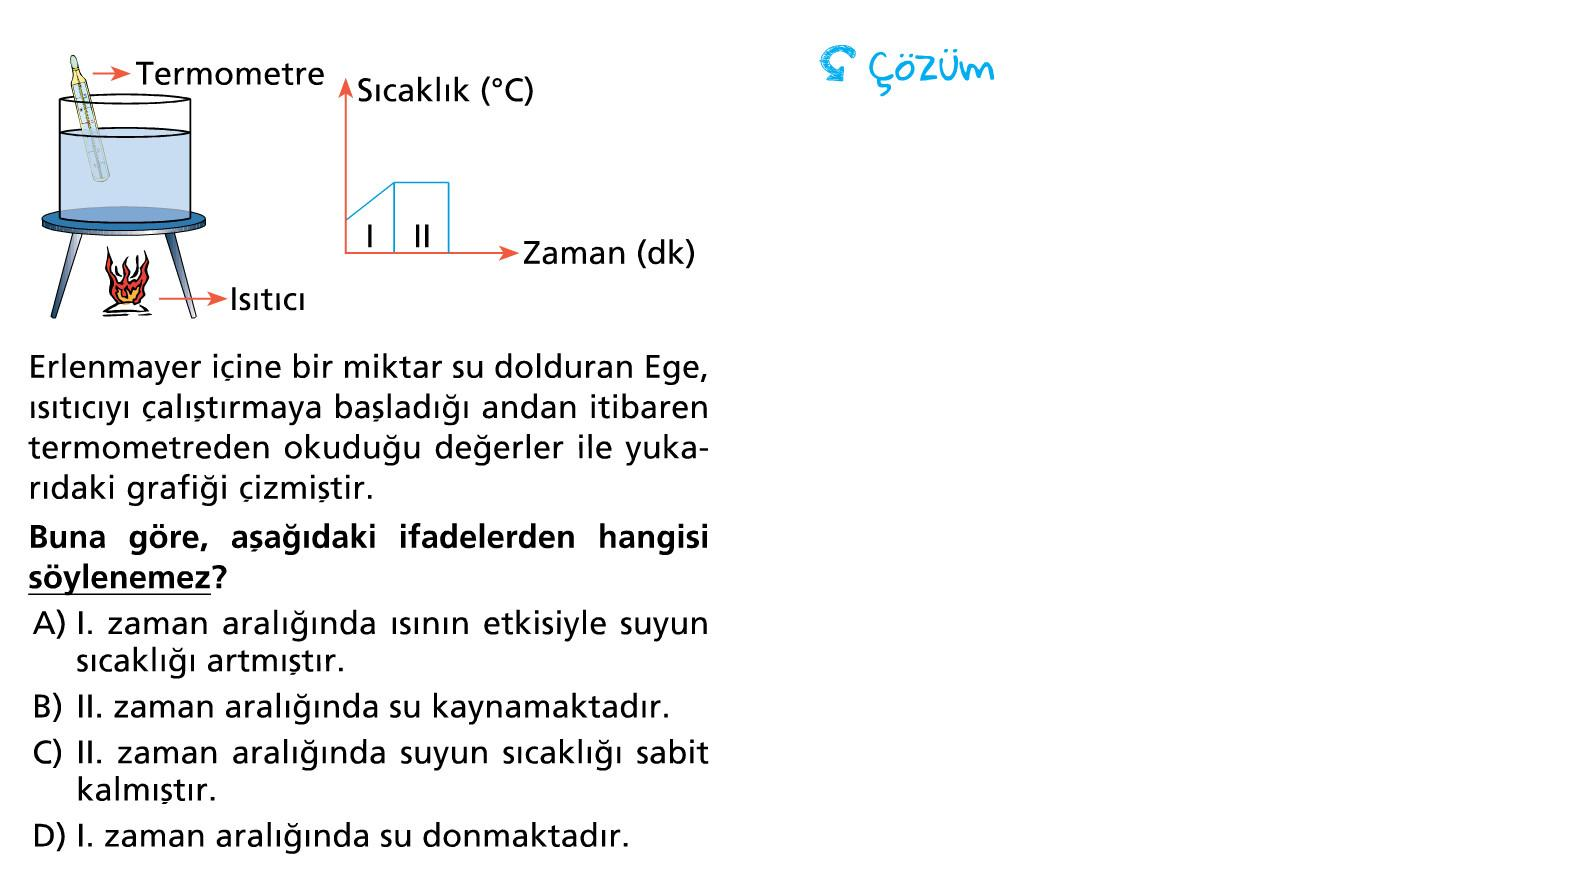 Termometre
Sıcaklık (°C)
I
II
Zaman (dk)
Isıtıcı
Erlenmayer içine bir miktar su dolduran Ege,
ısıtıcıyı çalıştırmaya başladığı andan itibaren
termometreden okuduğu değerler ile yuka-
rıdaki grafiği çizmiştir.
Buna göre, aşağıdaki ifadelerden hangisi
söylenemez?
A) I. zaman aralığında ısının etkisiyle suyun
sıcaklığı artmıştır.
B) II. zaman aralığında su kaynamaktadır.
C) II. zaman aralığında suyun sıcaklığı sabit
kalmıştır.
D) I. zaman aralığında su donmaktadır.
Çözüm